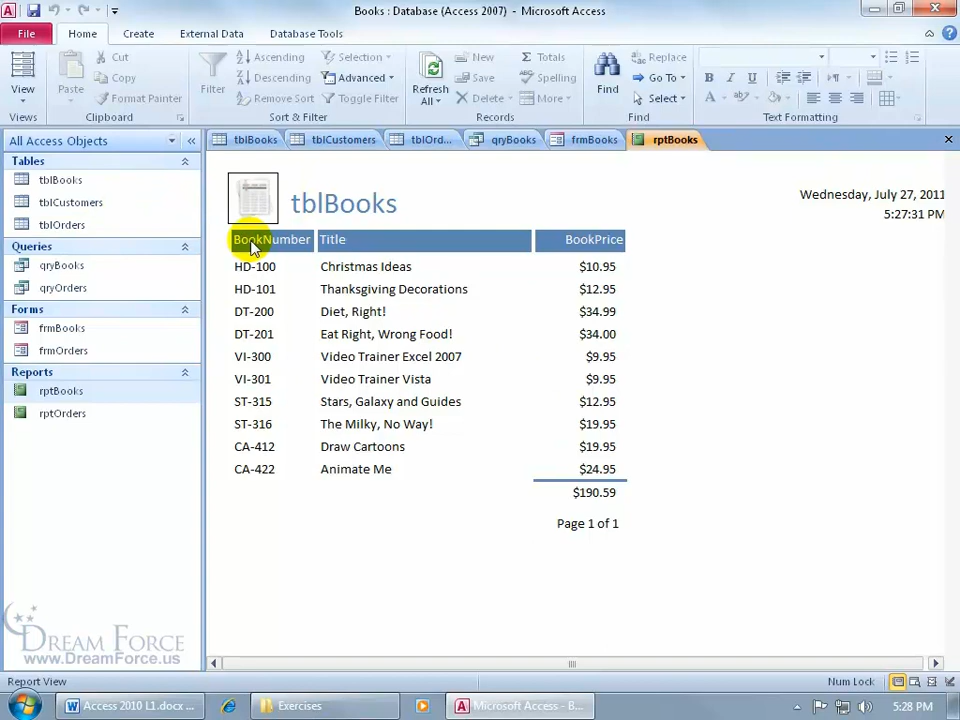 Books : Database (Access 2007) - Microsoft Access
File Home Create External Data Database Tools
View
Views
Paste
Cut
Copy
Format Painter
Clipboard
Filter
Ascending
Descending
Remove Sort
Selection
Advanced
Toggle Filter
Sort & Filter
Refresh
All
New
Save
Delete
Totals
Spelling
More
Records
Find
Replace
Go To
Select
Find
B I U
Text Formatting
All Access Objects
Tables
tblBooks
tblCustomers
tblOrders
Queries
qryBooks
qryOrders
Forms
frmBooks
frmOrders
Reports
rptBooks
rptOrders
tblBooks tblCustomers tblOrd... qryBooks frmBooks rptBooks
tblBooks
Wednesday, July 27, 2011
5:27:31 PM
BookNumber Title BookPrice
HD-100 Christmas Ideas $10.95
HD-101 Thanksgiving Decorations $12.95
DT-200 Diet, Right! $34.99
DT-201 Eat Right, Wrong Food! $34.00
VI-300 Video Trainer Excel 2007 $9.95
VI-301 Video Trainer Vista $9.95
ST-315 Stars, Galaxy and Guides $12.95
ST-316 The Milky, No Way! $19.95
CA-412 Draw Cartoons $19.95
CA-422 Animate Me $24.95
$190.59
Page 1 of 1
DREAM FORCE
www.DreamForce.us
Report View Num Lock
Access 2010 L1.docx ... Exercises Microsoft Access - B... 5:28 PM